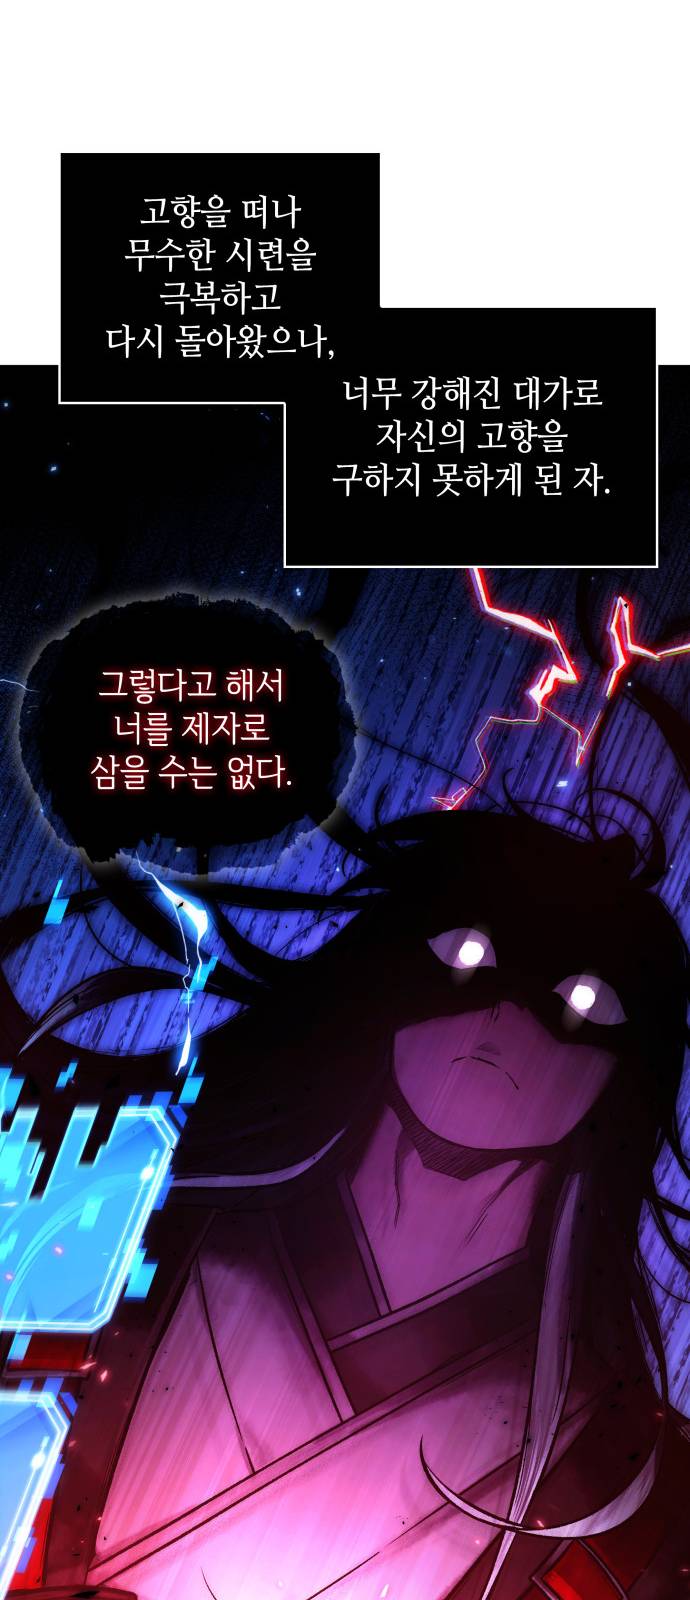 고향을 떠나
무수한 시련을
극복하고
다시 돌아왔으나,
너무 강해진 대가로
자신의 고향을
구하지 못하게 된 자.
그렇다고 해서
너를 제자로
삼을 수는 없다.